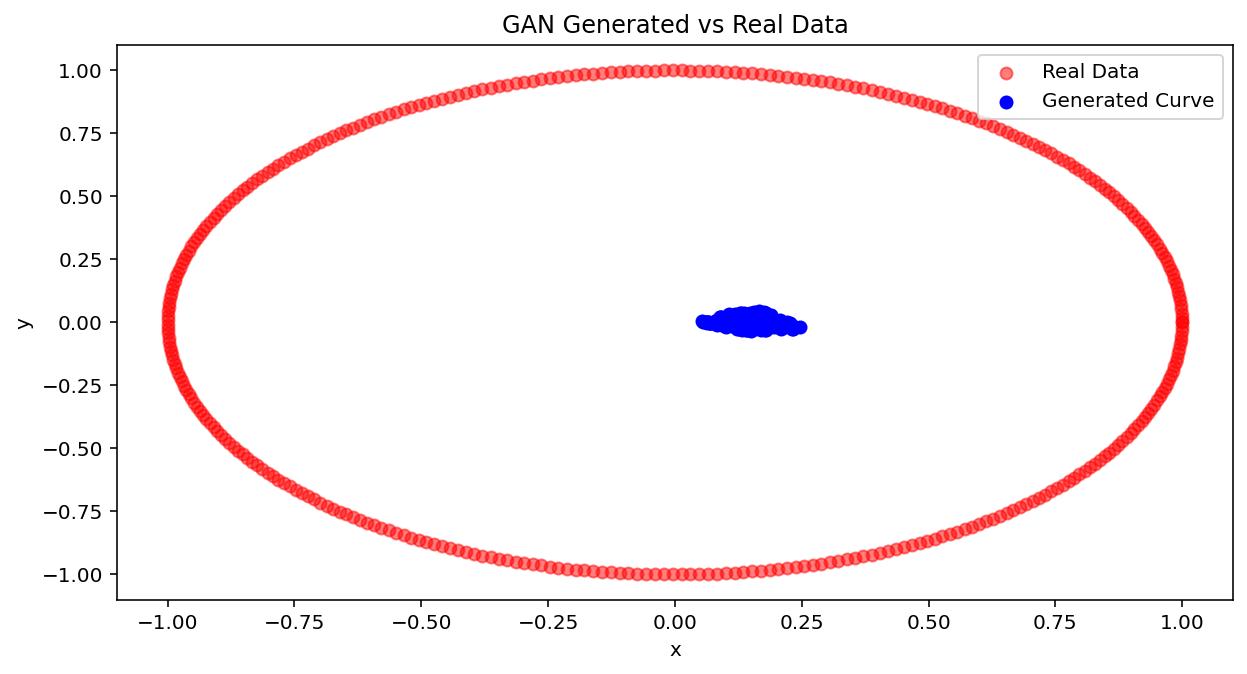 GAN Generated vs Real Data
Real Data
Generated Curve
1.00
0.75
0.50
0.25
0.00
−0.25
−0.50
−0.75
−1.00
y
−1.00 −0.75 −0.50 −0.25 0.00 0.25 0.50 0.75 1.00
x